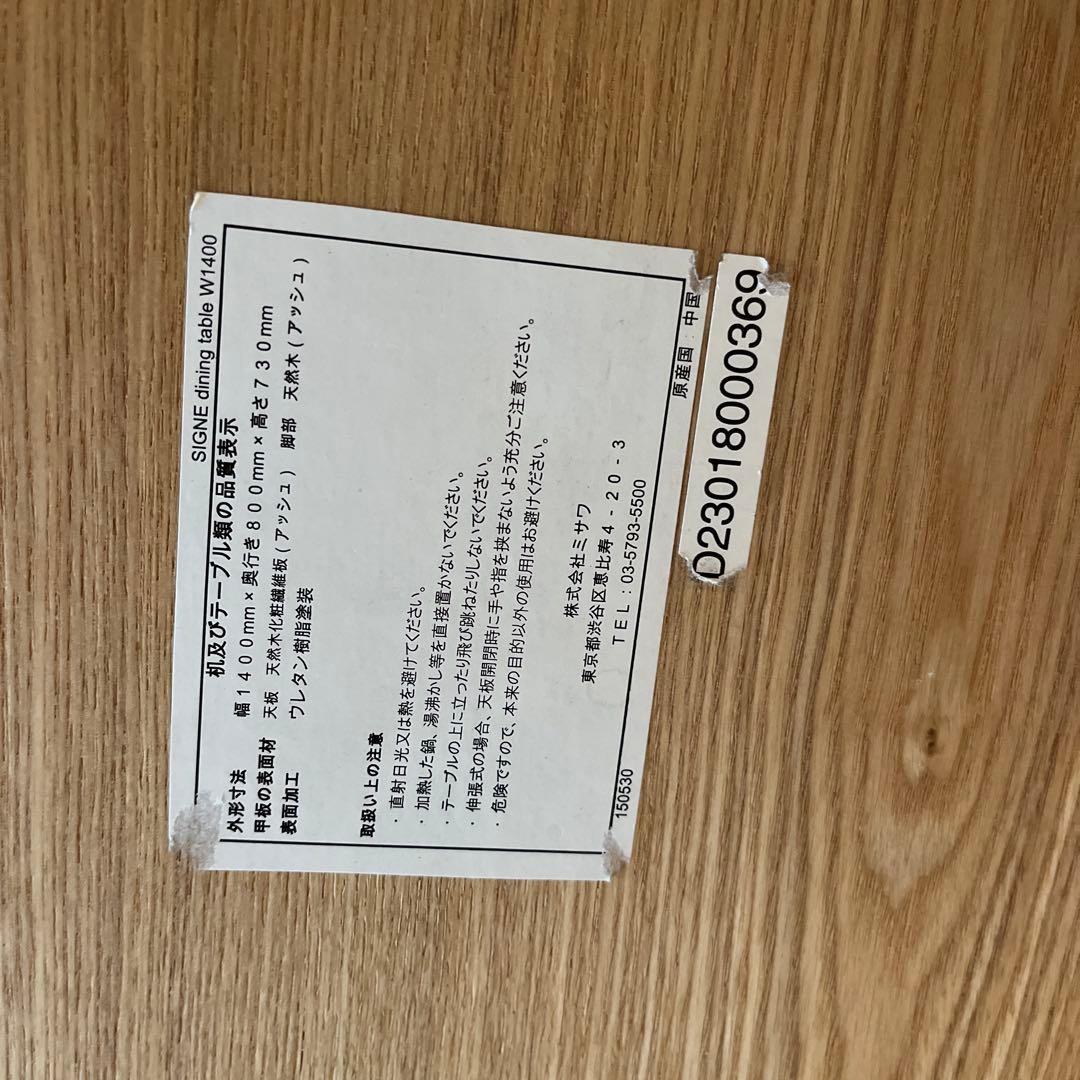 SIGNE dining table W1400
机及びテーブル類の品質表示
外形寸法 幅1400mm×奥行き800mm×高さ730mm
甲板の表面材 天板 天然木化粧繊維板(アッシュ) 脚部 天然木(アッシュ)
表面加工 ウレタン樹脂塗装
取扱い上の注意
・直射日光又は熱を避けてください。
・加熱した鍋、湯沸かし等を直接置かないでください。
・テーブルの上に立ったり飛び跳ねたりしないでください。
・伸張式の場合、天板開閉時に手や指を挟まないよう充分ご注意ください。
・危険ですので、本来の目的以外の使用はお避けください。
株式会社ミサワ
東京都渋谷区恵比寿4-20-3
TEL:03-5793-5500
150530
原産国 中国
D23018000369